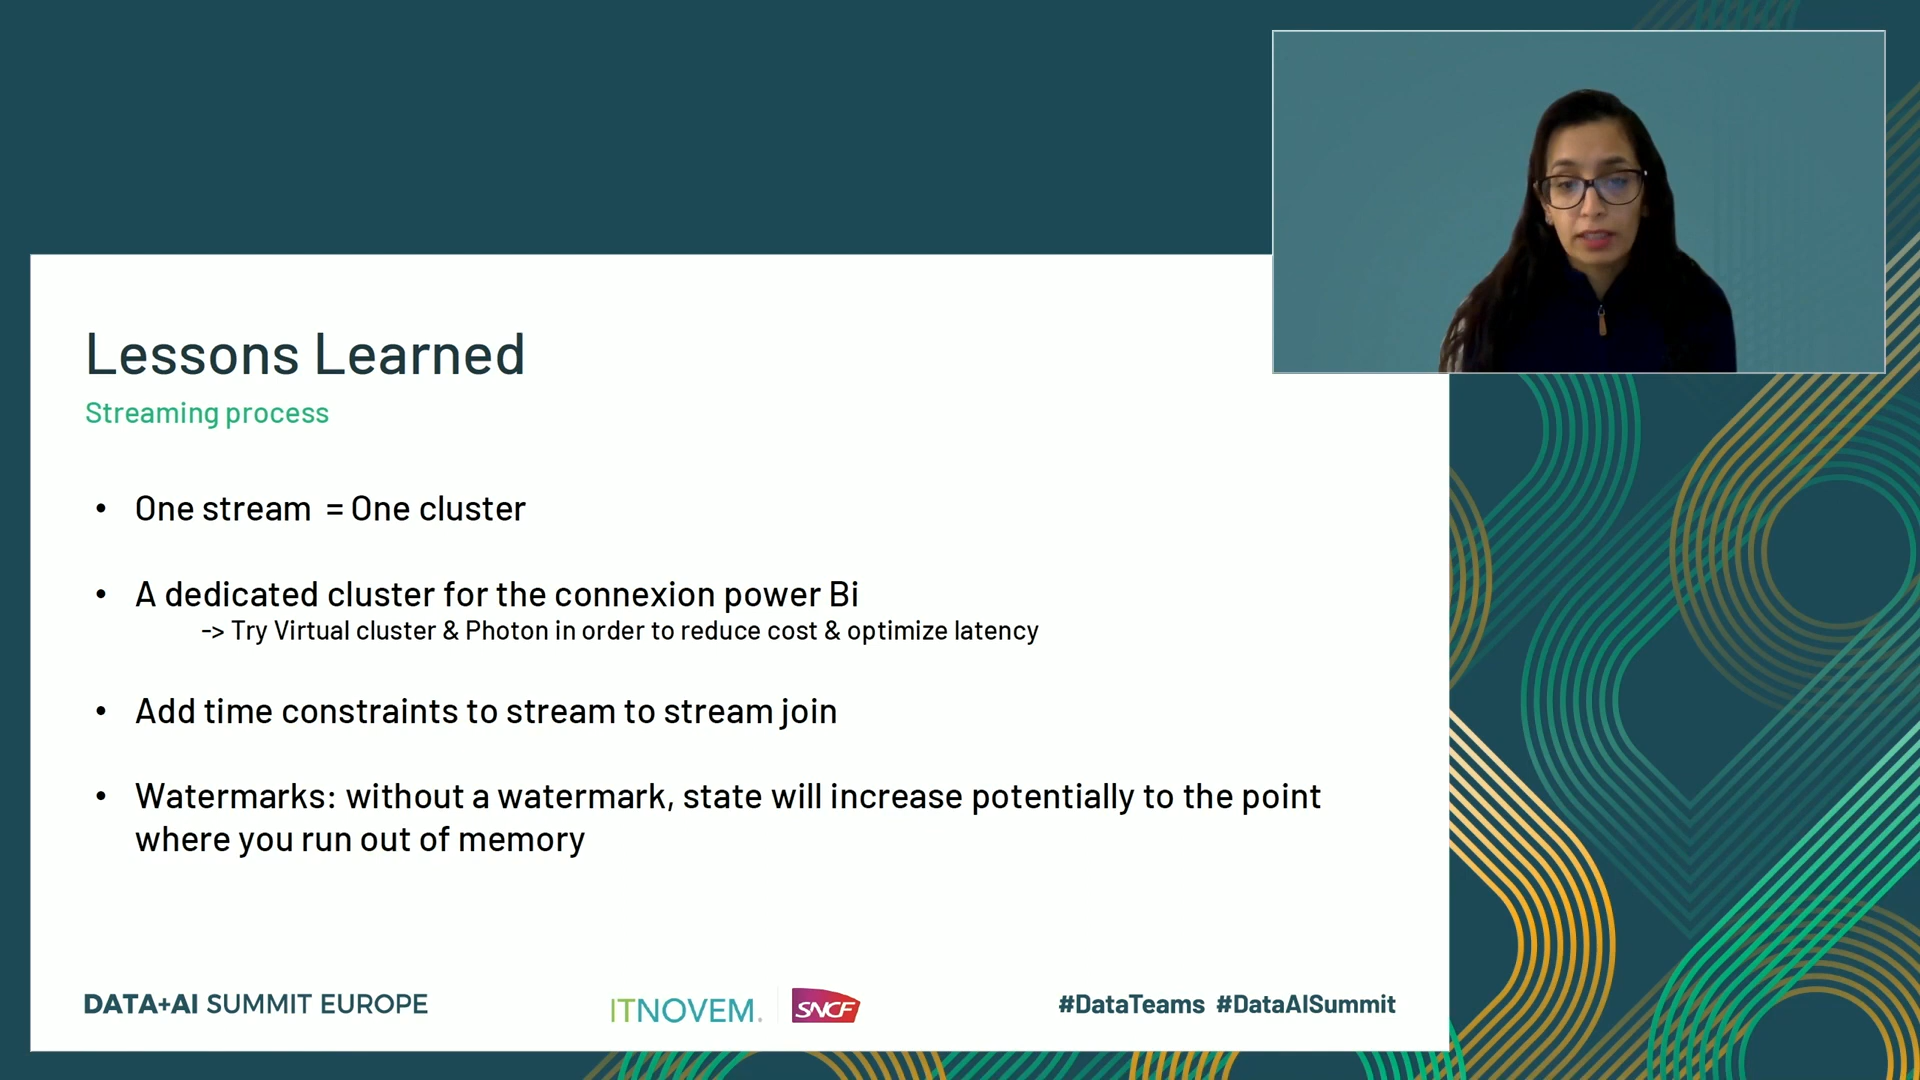 Lessons Learned
Streaming process
• One stream = One cluster
• A dedicated cluster for the connexion power Bi
-> Try Virtual cluster & Photon in order to reduce cost & optimize latency
• Add time constraints to stream to stream join
• Watermarks: without a watermark, state will increase potentially to the point
where you run out of memory
DATA+AI SUMMIT EUROPE
ITNOVEM.
SNCF
#DataTeams #DataAISummit